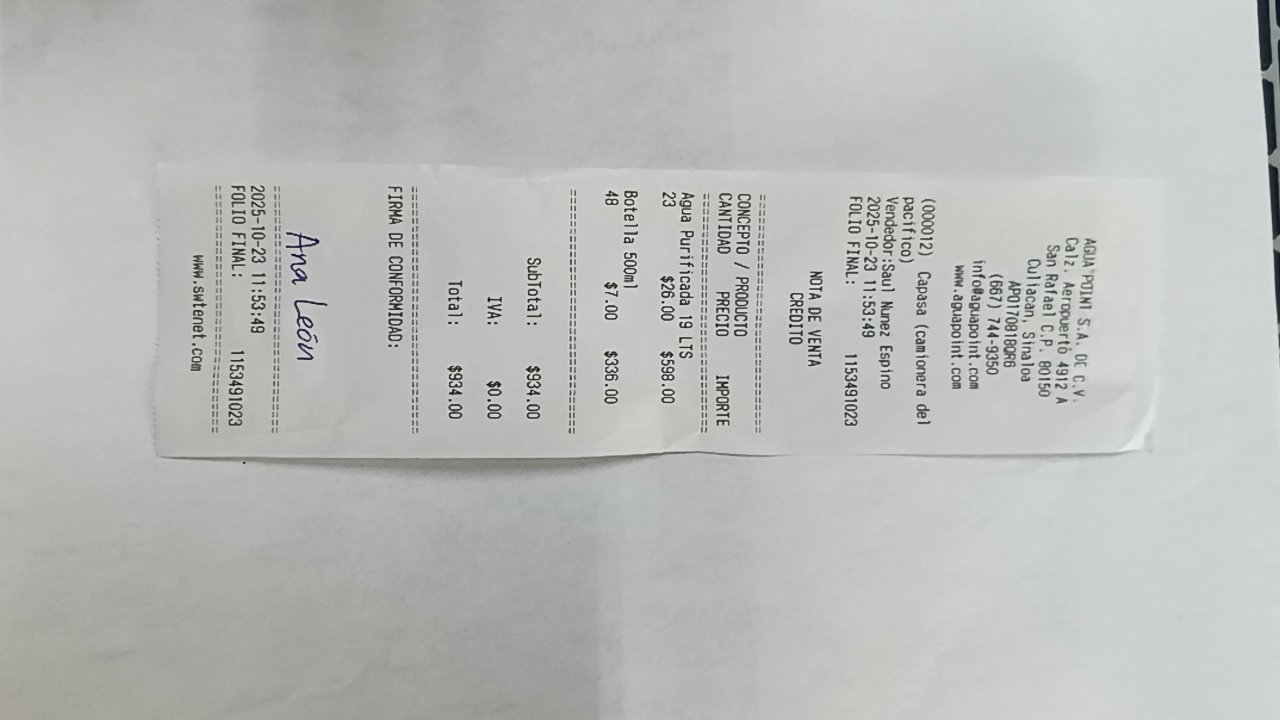 AGUA POINT S.A. DE C.V.
Calz. Aeropuerto 4912 A
San Rafael C.P. 80150
Culiacan, Sinaloa
APO170818QR6
(667) 744-9350
info@aguapoint.com
www.aguapoint.com
(000012) Capasa (camionera del
pacifico)
Vendedor:Saul Nunez Espino
2025-10-23 11:53:49
FOLIO FINAL: 1153491023
NOTA DE VENTA
CREDITO
CONCEPTO / PRODUCTO
CANTIDAD PRECIO IMPORTE
Agua Purificada 19 LTS
23 $26.00 $598.00
Botella 500ml
48 $7.00 $336.00
SubTotal: $934.00
IVA: $0.00
Total: $934.00
FIRMA DE CONFORMIDAD:
Ana León
2025-10-23 11:53:49
FOLIO FINAL: 1153491023
www.swtenet.com